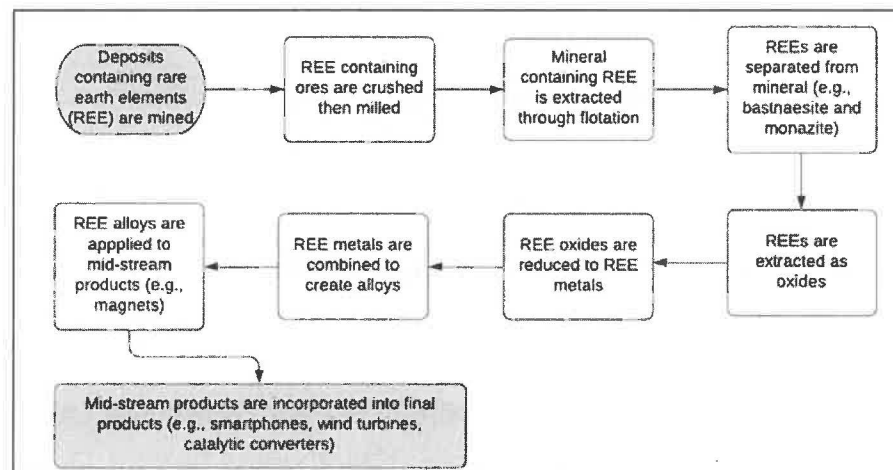 Deposits
containing rare
earth elements
(REE) are mined
REE containing
ores are crushed
then milled
Mineral
containing REE
is extracted
through flotation
REEs are
separated from
mineral (e.g.,
bastnaesite and
monazite)
REEs are
extracted as
oxides
REE oxides are
reduced to REE
metals
REE metals are
combined to
create alloys
REE alloys are
appplied to
mid-stream
products (e.g.,
magnets)
Mid-stream products are incorporated into final
products (e.g., smartphones, wind turbines,
catalytic converters)